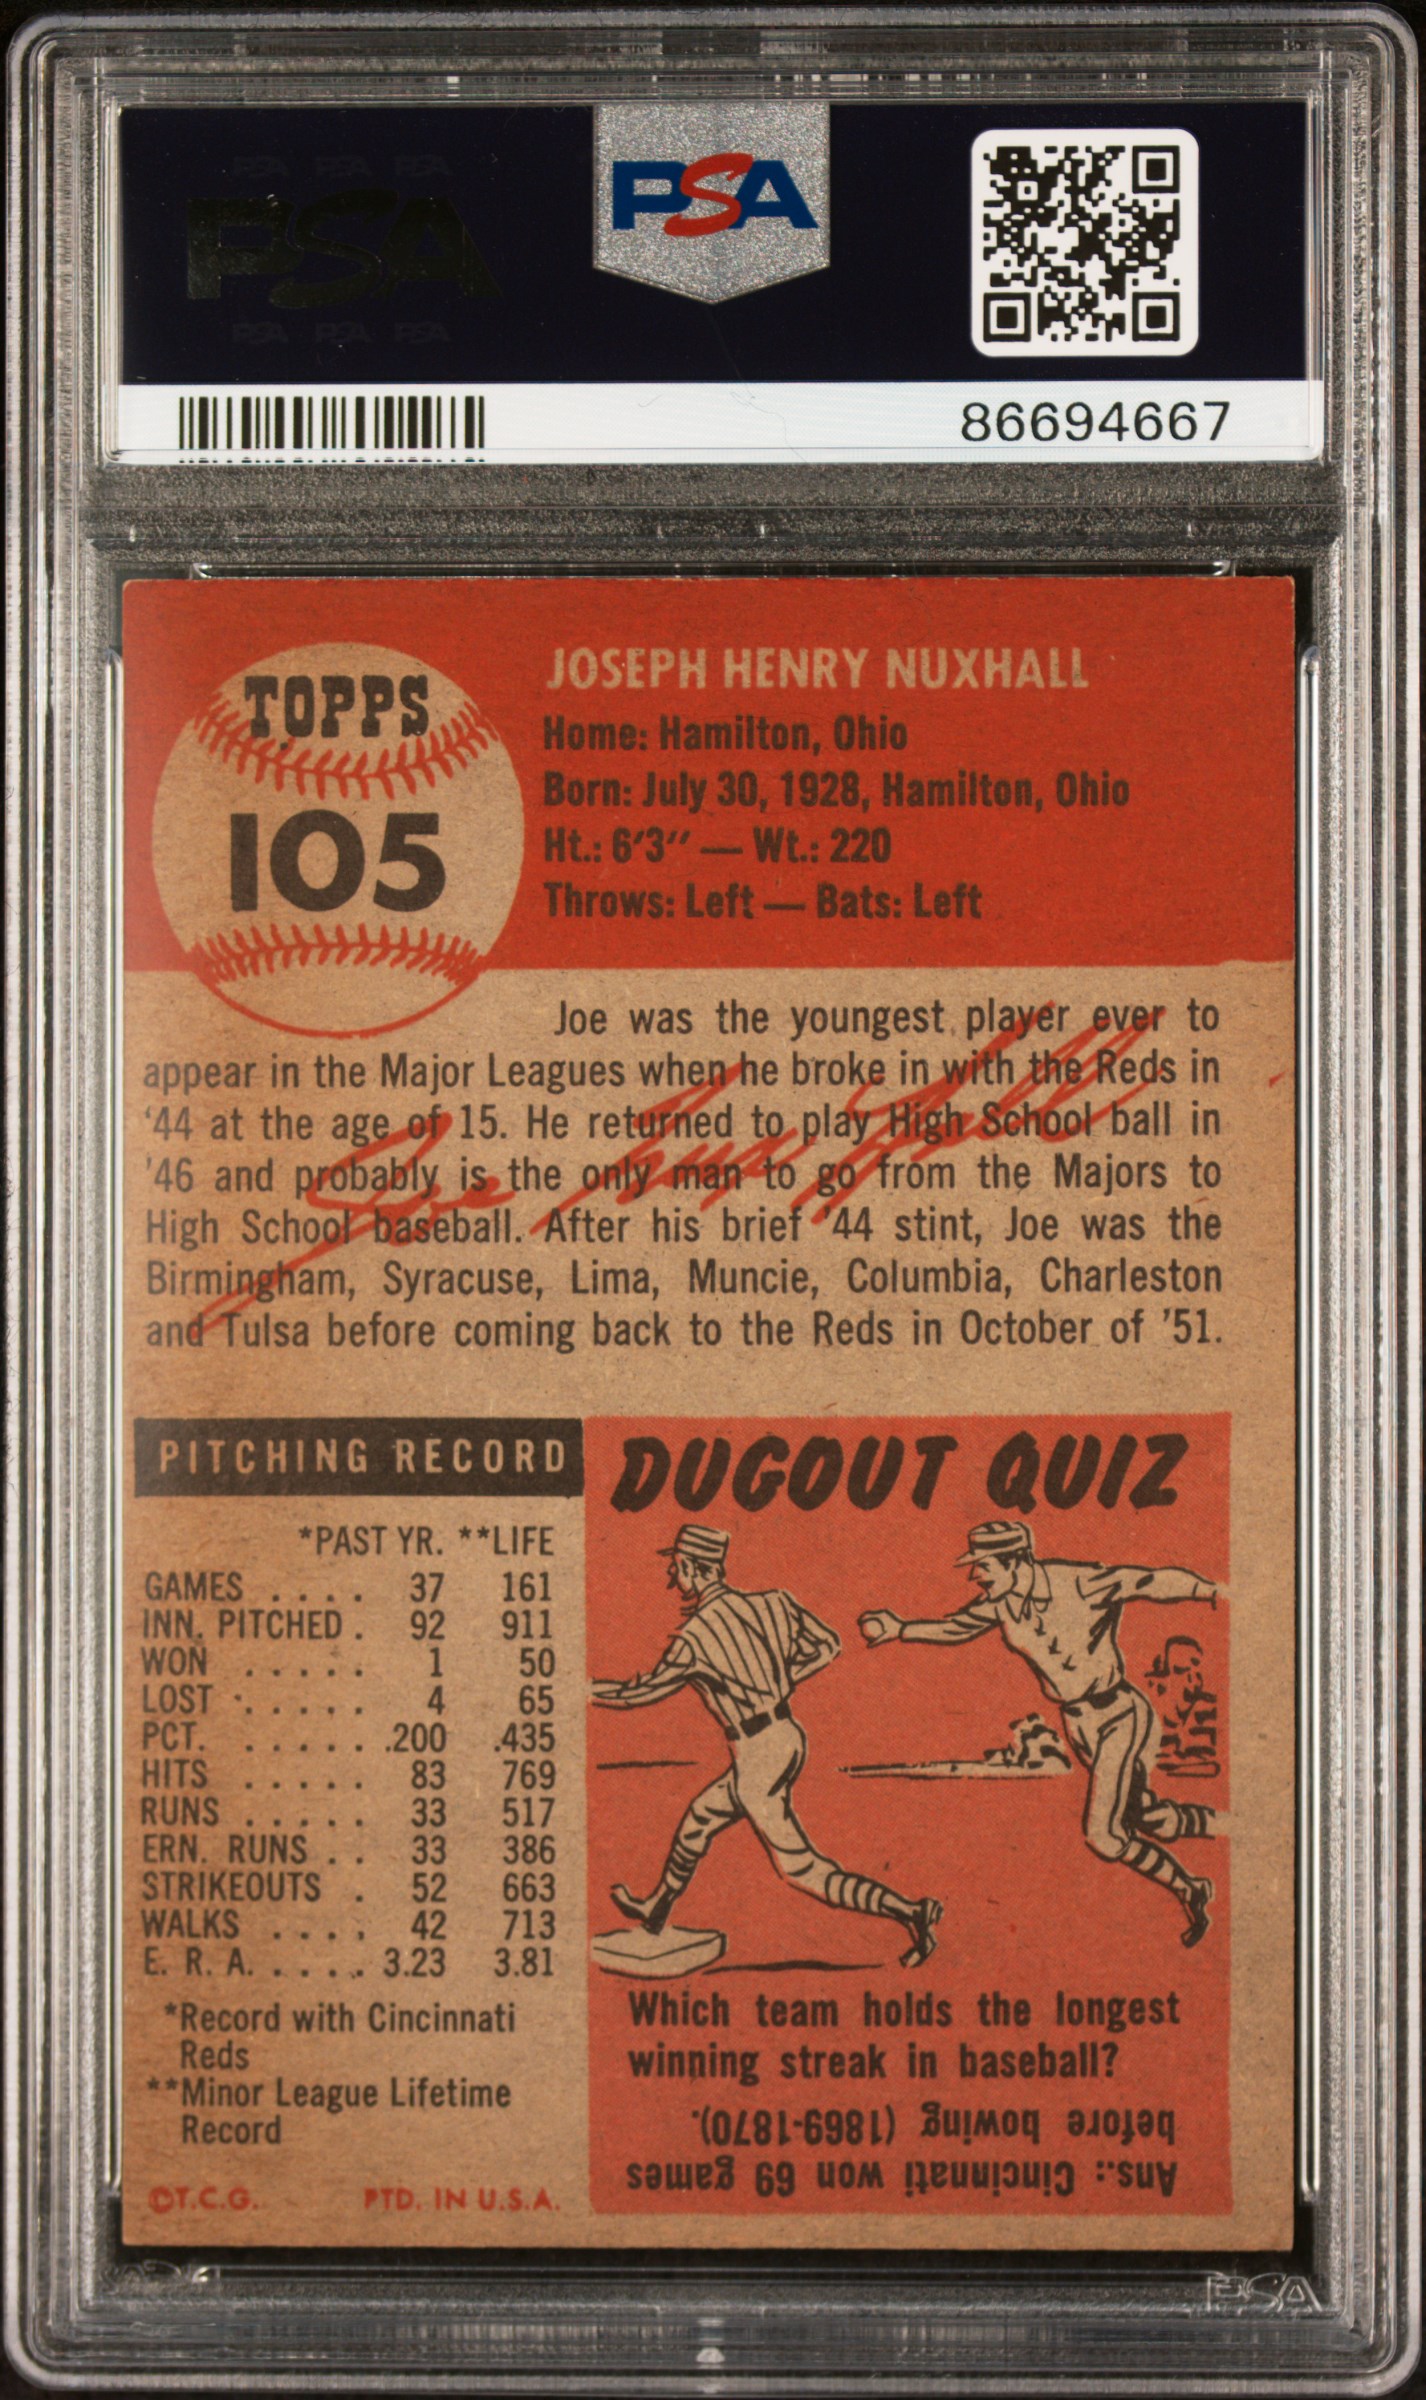 PSA PSA PSA
PSA
PSA PSA PSA
PSA
86694667
TOPPS
105
JOSEPH HENRY NUXHALL
Home: Hamilton, Ohio
Born: July 30, 1928, Hamilton, Ohio
Ht.: 6'3'' — Wt.: 220
Throws: Left — Bats: Left
Joe was the youngest player ever to
appear in the Major Leagues when he broke in with the Reds in
'44 at the age of 15. He returned to play High School ball in
'46 and probably is the only man to go from the Majors to
High School baseball. After his brief '44 stint, Joe was the
Birmingham, Syracuse, Lima, Muncie, Columbia, Charleston
and Tulsa before coming back to the Reds in October of '51.
Joe Nuxhall
PITCHING RECORD
*PAST YR. **LIFE
GAMES . . . . 37 161
INN. PITCHED . 92 911
WON . . . . . 1 50
LOST . . . . . 4 65
PCT. . . . . . .200 .435
HITS . . . . . 83 769
RUNS . . . . . 33 517
ERN. RUNS . . 33 386
STRIKEOUTS . 52 663
WALKS . . . . 42 713
E. R. A. . . . . 3.23 3.81
*Record with Cincinnati
Reds
**Minor League Lifetime
Record
©T.C.G. PTD. IN U.S.A.
DUGOUT QUIZ
Which team holds the longest
winning streak in baseball?
Ans.: Cincinnati won 69 games
before bowing (1869-1870).
PSA